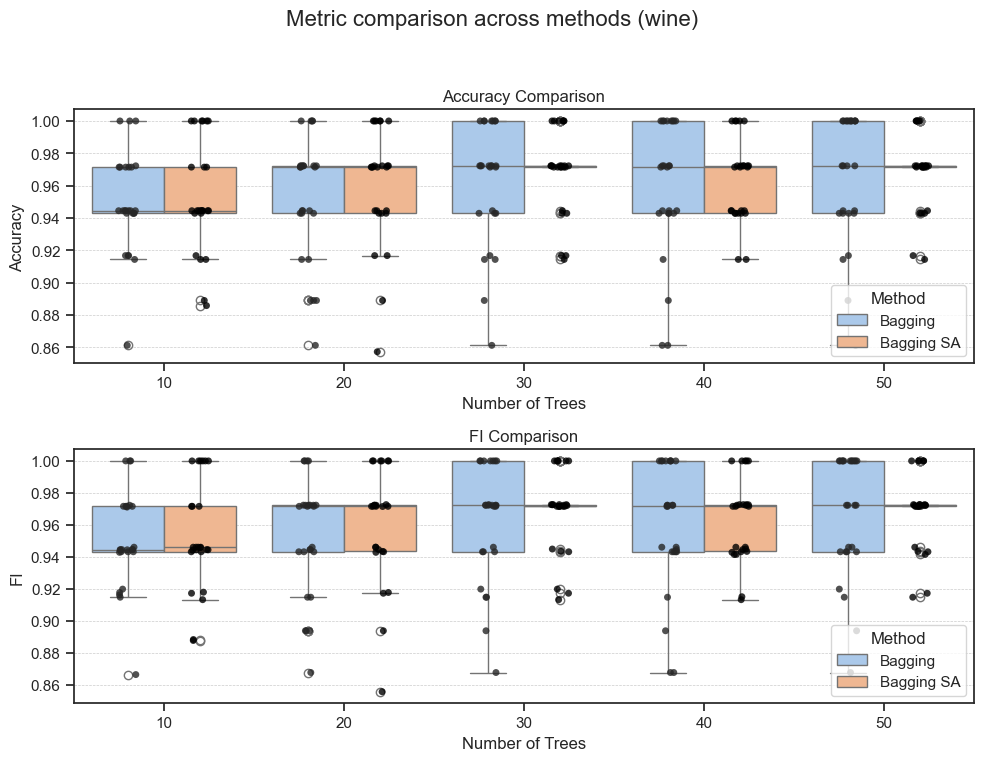 Metric comparison across methods (wine)
Accuracy Comparison
Accuracy
1.00
0.98
0.96
0.94
0.92
0.90
0.88
0.86
Method
Bagging
Bagging SA
10 20 30 40 50
Number of Trees
FI Comparison
FI
1.00
0.98
0.96
0.94
0.92
0.90
0.88
0.86
Method
Bagging
Bagging SA
10 20 30 40 50
Number of Trees